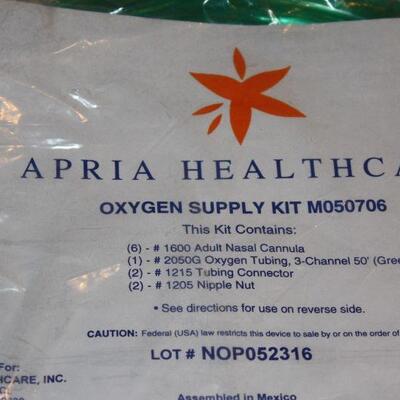 APRIA HEALTHCA
OXYGEN SUPPLY KIT M050706
This Kit Contains:
(6) - # 1600 Adult Nasal Cannula
(1) - # 2050G Oxygen Tubing, 3-Channel 50' (Gree
(2) - # 1215 Tubing Connector
(2) - # 1205 Nipple Nut
• See directions for use on reverse side.
CAUTION: Federal (USA) law restricts this device to sale by or on the order of
LOT # NOP052316
For:
HCARE, INC.
Assembled in Mexico